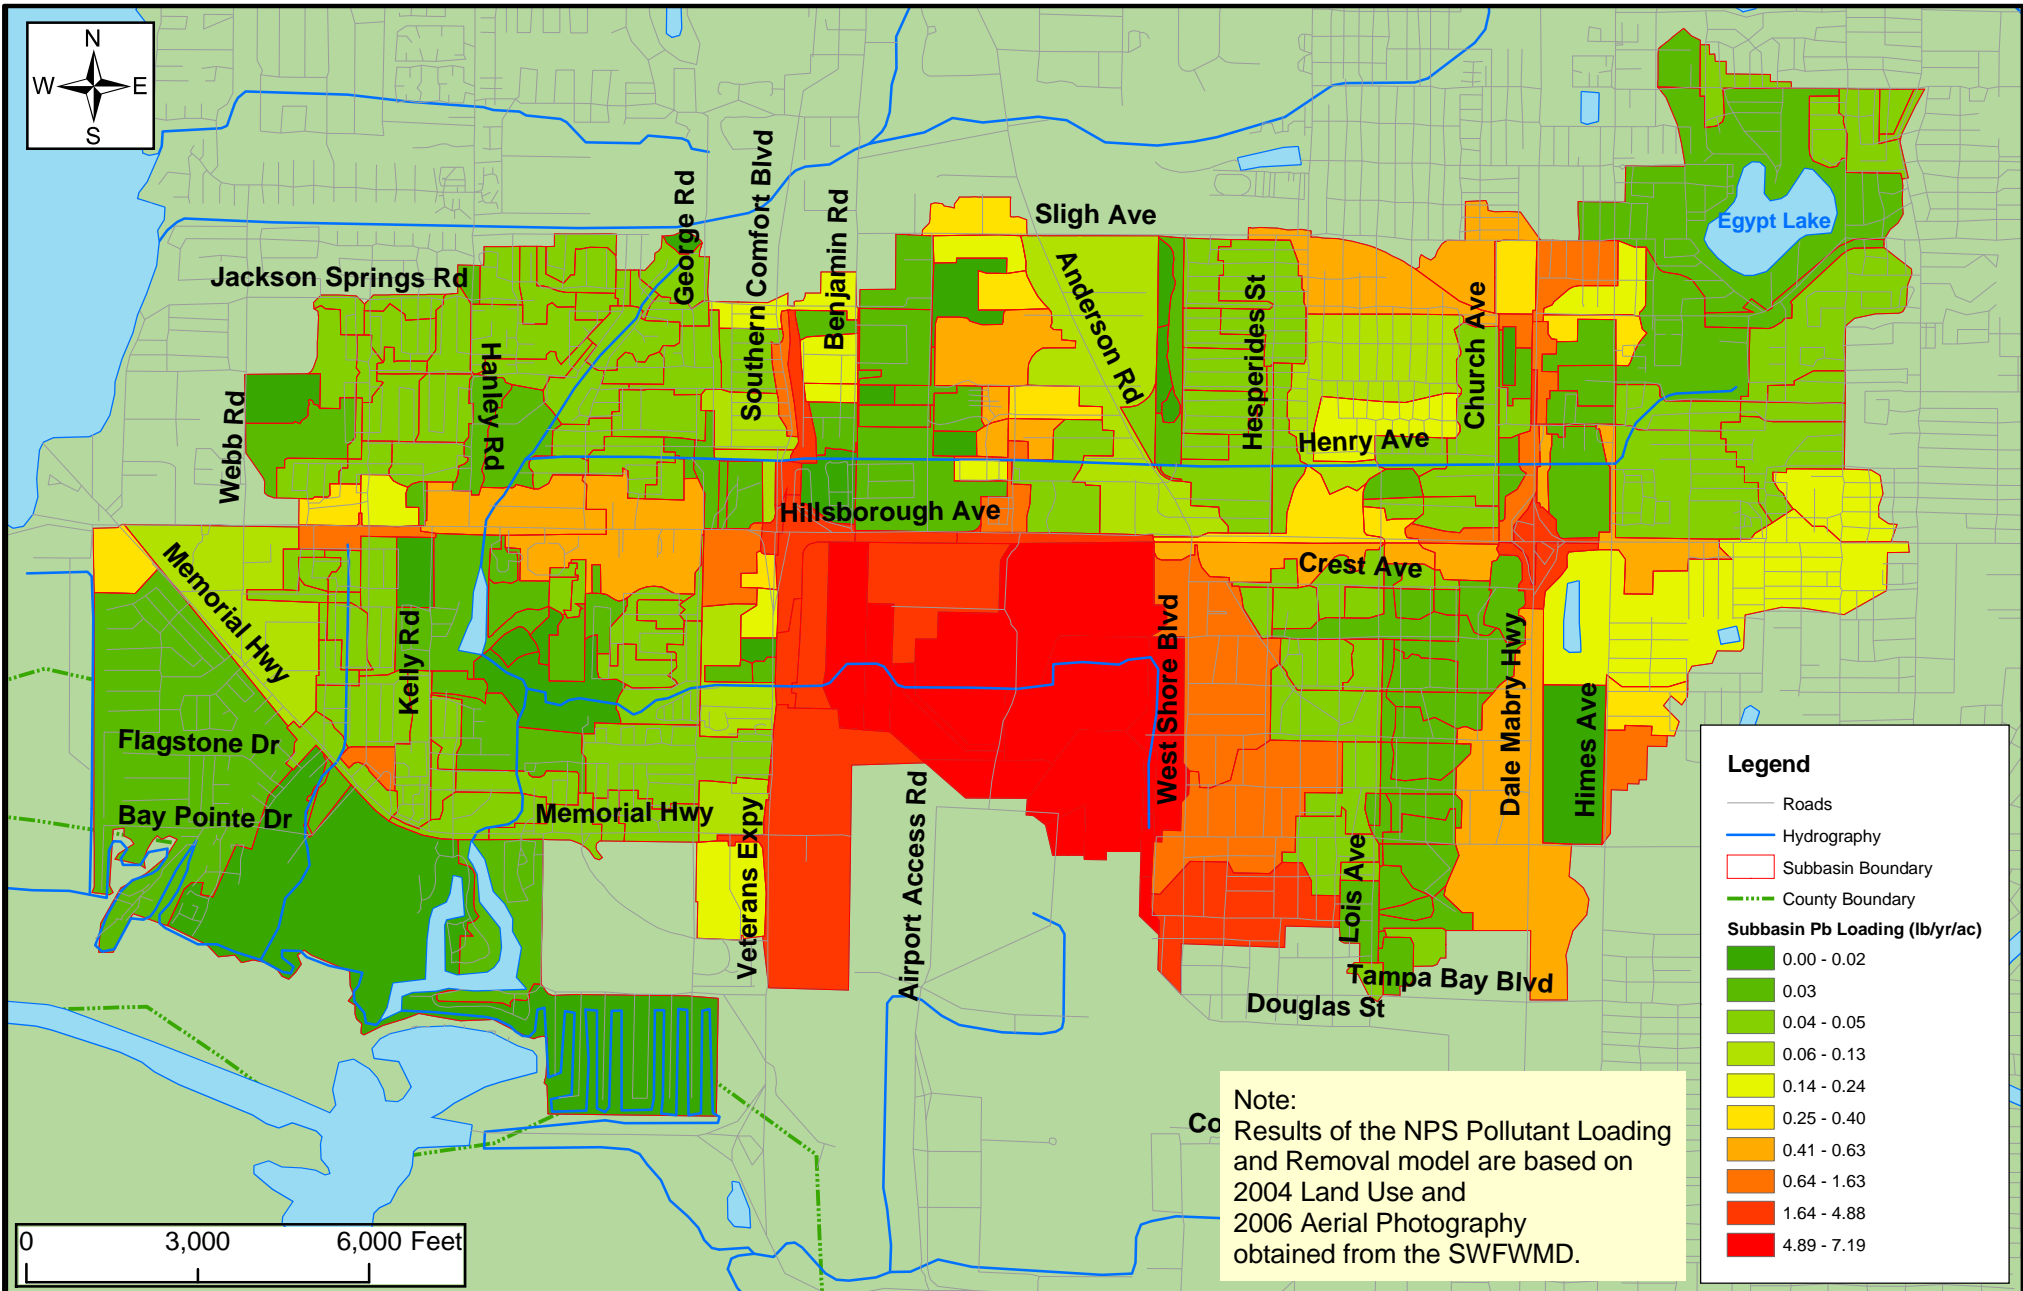 N
W E
S
Sligh Ave
Jackson Springs Rd
George Rd
Southern Comfort Blvd
Benjamin Rd
Egypt Lake
Anderson Rd
Hesperides St
Church Ave
Hanley Rd
Webb Rd
Henry Ave
Hillsborough Ave
Crest Ave
Memorial Hwy
Kelly Rd
West Shore Blvd
Dale Mabry Hwy
Himes Ave
Flagstone Dr
Bay Pointe Dr
Memorial Hwy
Veterans Expy
Airport Access Rd
Lois Ave
Tampa Bay Blvd
Douglas St
Co
Note:
Results of the NPS Pollutant Loading
and Removal model are based on
2004 Land Use and
2006 Aerial Photography
obtained from the SWFWMD.
Legend
Roads
Hydrography
Subbasin Boundary
County Boundary
Subbasin Pb Loading (lb/yr/ac)
0.00 - 0.02
0.03
0.04 - 0.05
0.06 - 0.13
0.14 - 0.24
0.25 - 0.40
0.41 - 0.63
0.64 - 1.63
1.64 - 4.88
4.89 - 7.19
0 3,000 6,000 Feet